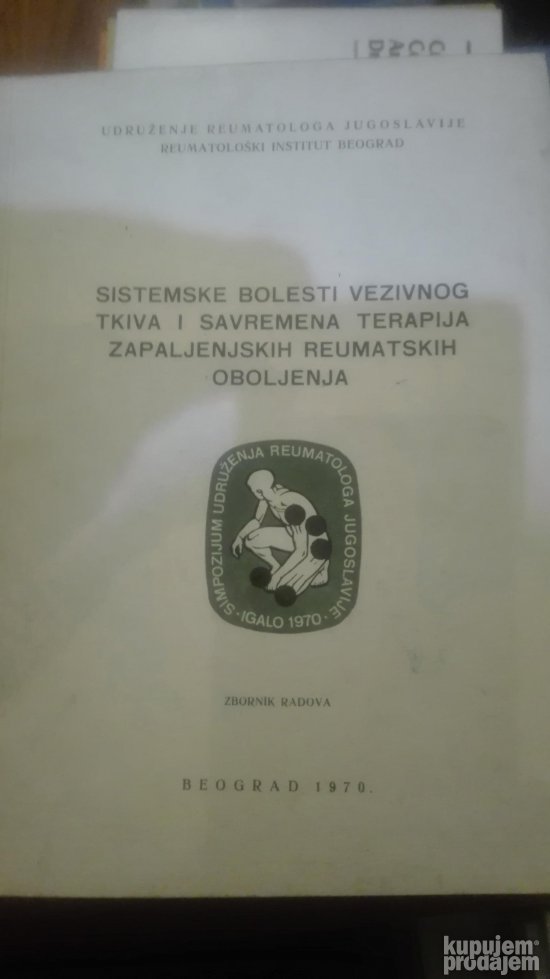 UDRUŽENJE REUMATOLOGA JUGOSLAVIJE
REUMATOLOŠKI INSTITUT BEOGRAD
SISTEMSKE BOLESTI VEZIVNOG
TKIVA I SAVREMENA TERAPIJA
ZAPALJENJSKIH REUMATSKIH
OBOLJENJA
SIMPOZIJUM UDRUŽENJA REUMATOLOGA JUGOSLAVIJE
· IGALO 1970 ·
ZBORNIK RADOVA
BEOGRAD 1970.
kupujem
prodajem